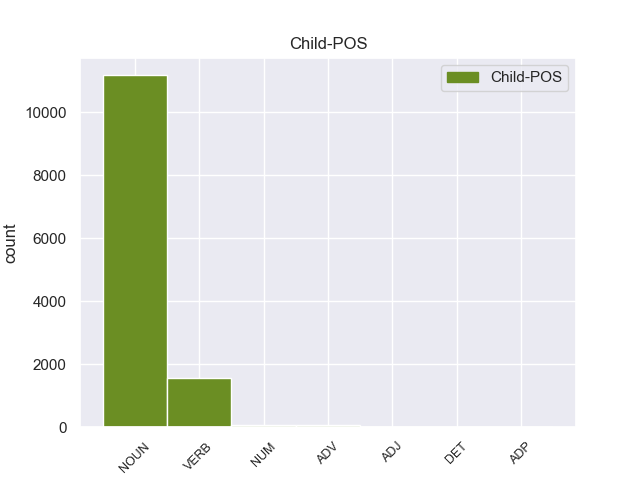 Child-POS
Child-POS
10000
8000
6000
4000
2000
0
count
NOUN VERB NUM ADV ADJ DET ADP